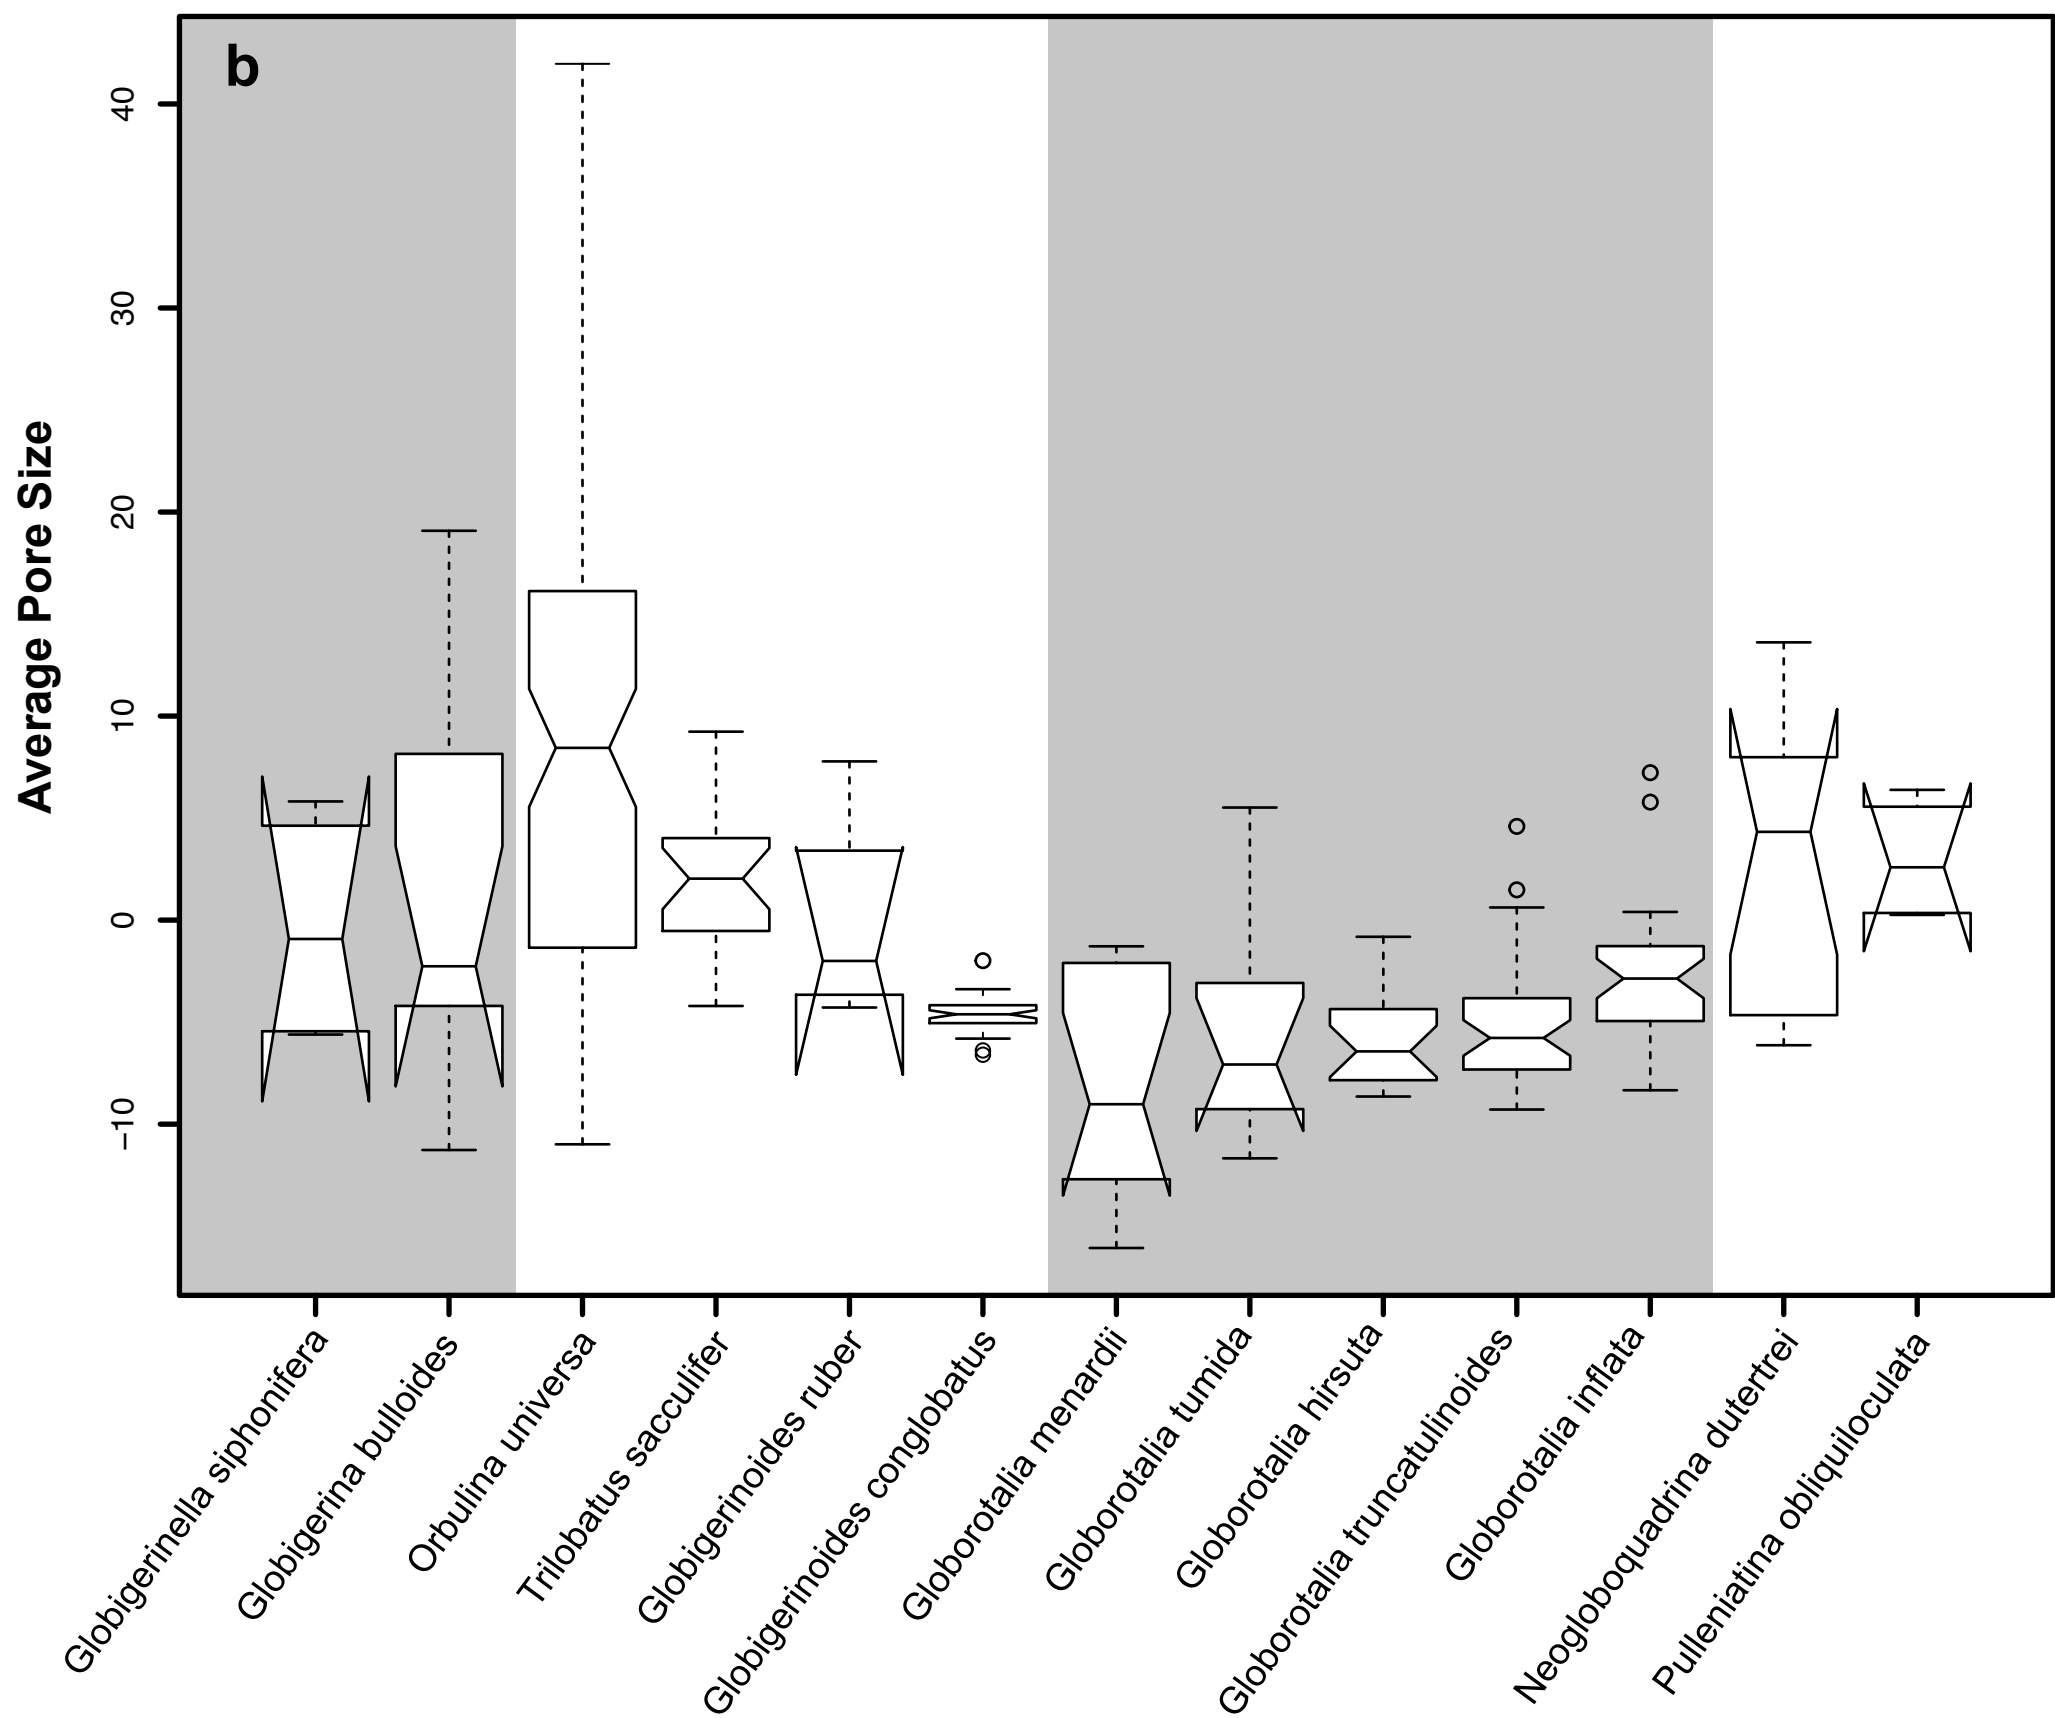 b
Average Pore Size
40
30
20
10
0
−10
Globigerinella siphonifera
Globigerina bulloides
Orbulina universa
Trilobatus sacculifer
Globigerinoides ruber
Globigerinoides conglobatus
Globorotalia menardii
Globorotalia tumida
Globorotalia hirsuta
Globorotalia truncatulinoides
Globorotalia inflata
Neogloboquadrina dutertrei
Pulleniatina obliquiloculata